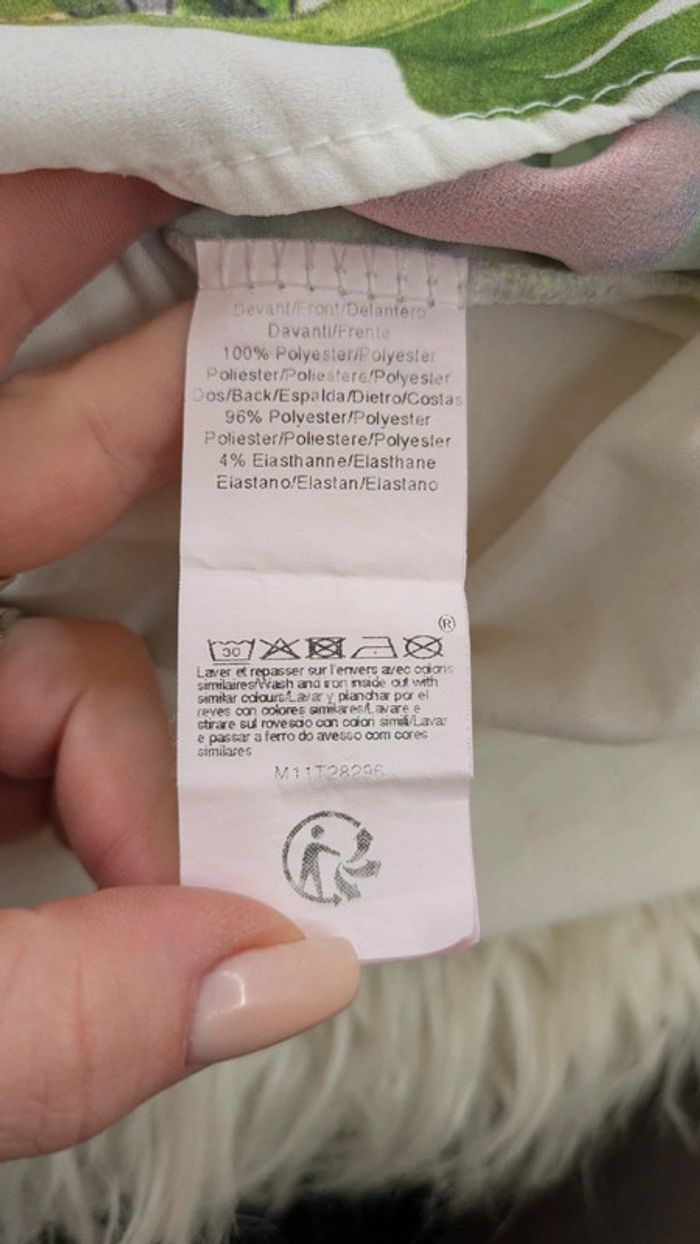 Devant/Front/Delantero
Davanti/Frente
100% Polyester/Polyester
Poliester/Poliestere/Polyester
Dos/Back/Espalda/Dietro/Costas
96% Polyester/Polyester
Poliester/Poliestere/Polyester
4% Elasthanne/Elasthane
Elastano/Elastan/Elastano
®
30
Laver et repasser sur l'envers avec coloris
similaires/Wash and iron inside out with
similar colours/Lavar y planchar por el
reves con colores similares/Lavare e
stirare sul rovescio con colori simili/Lavar
e passar a ferro do avesso com cores
similares
M11T28296